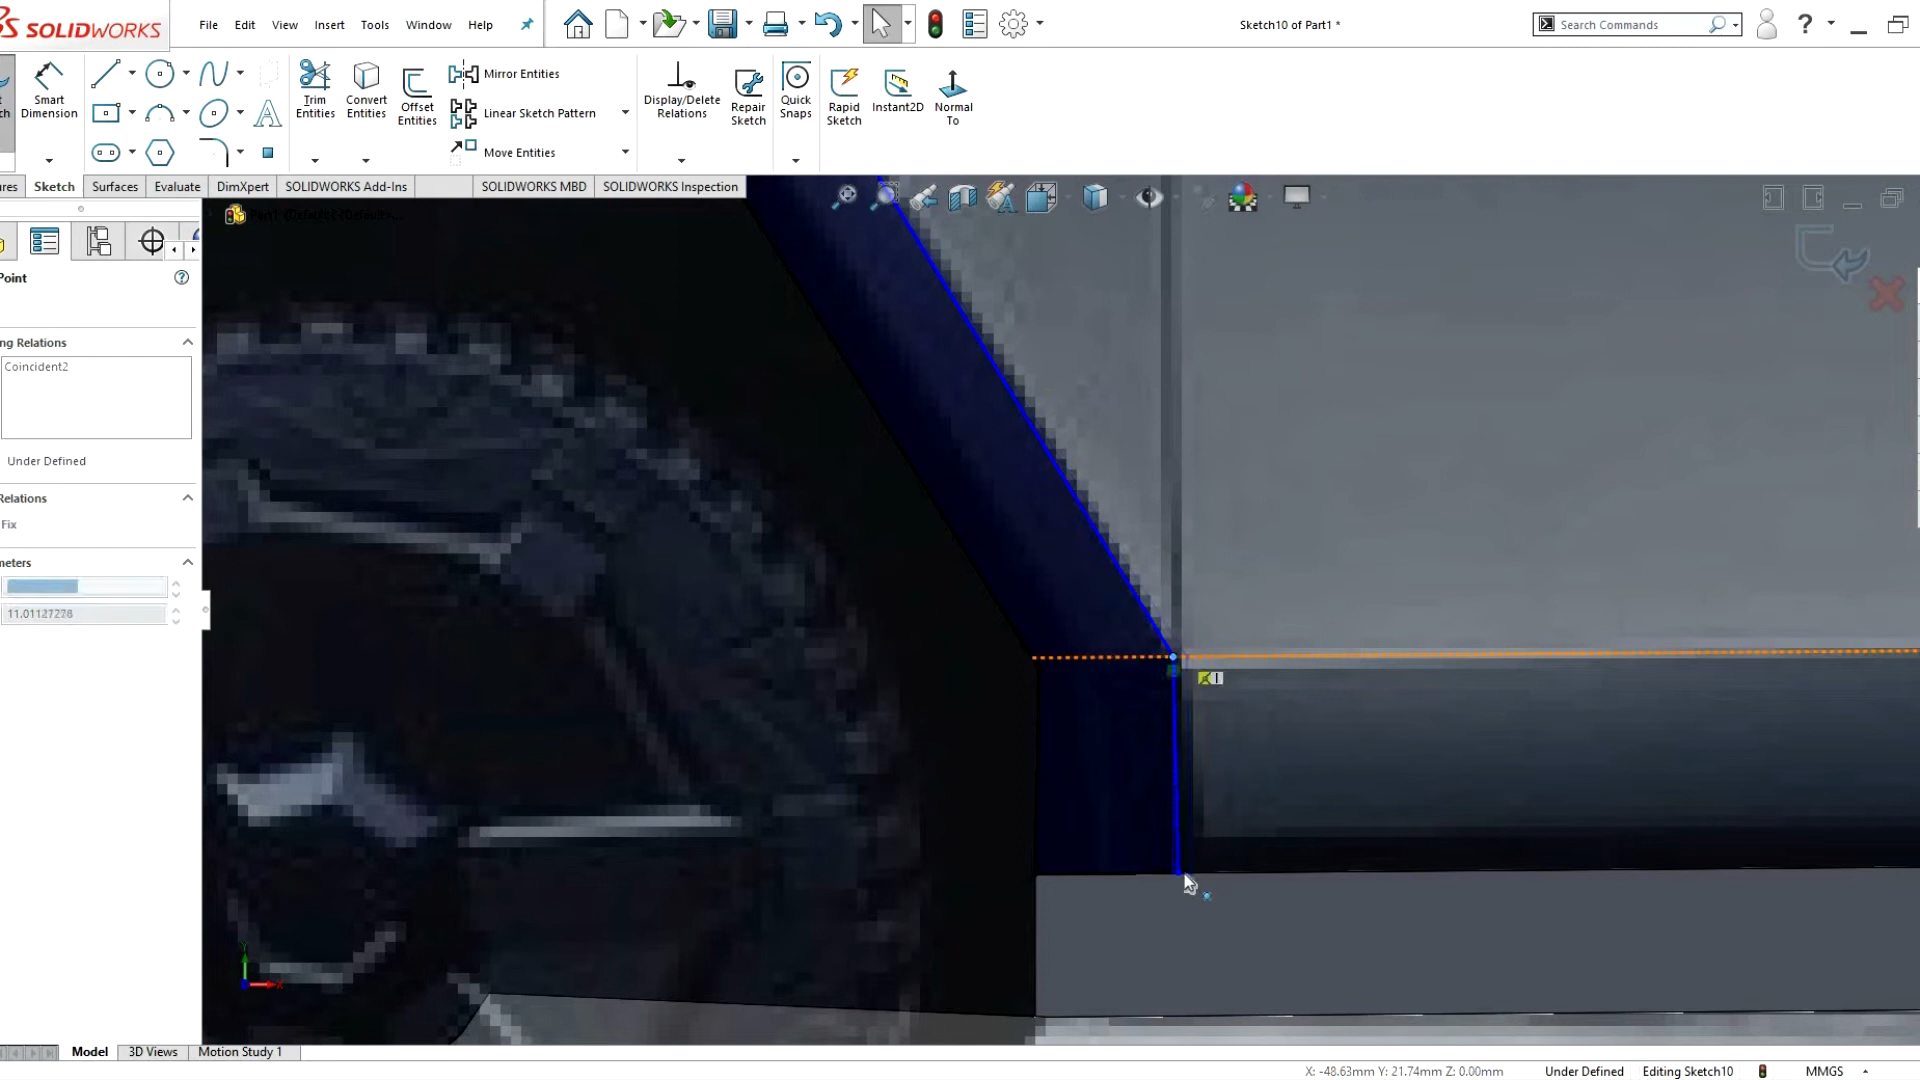 SOLIDWORKS
File Edit View Insert Tools Window Help
Sketch10 of Part1 *
Search Commands
?
Smart Dimension
Trim Entities
Convert Entities
Offset Entities
Mirror Entities
Linear Sketch Pattern
Move Entities
Display/Delete Relations
Repair Sketch
Quick Snaps
Rapid Sketch
Instant2D
Normal To
ures Sketch Surfaces Evaluate DimXpert SOLIDWORKS Add-Ins SOLIDWORKS MBD SOLIDWORKS Inspection
Point
ng Relations
Coincident2
Under Defined
Relations
Fix
meters
11.01127278
Model 3D Views Motion Study 1
X: -48.63mm Y: 21.74mm Z: 0.00mm Under Defined Editing Sketch10 MMGS